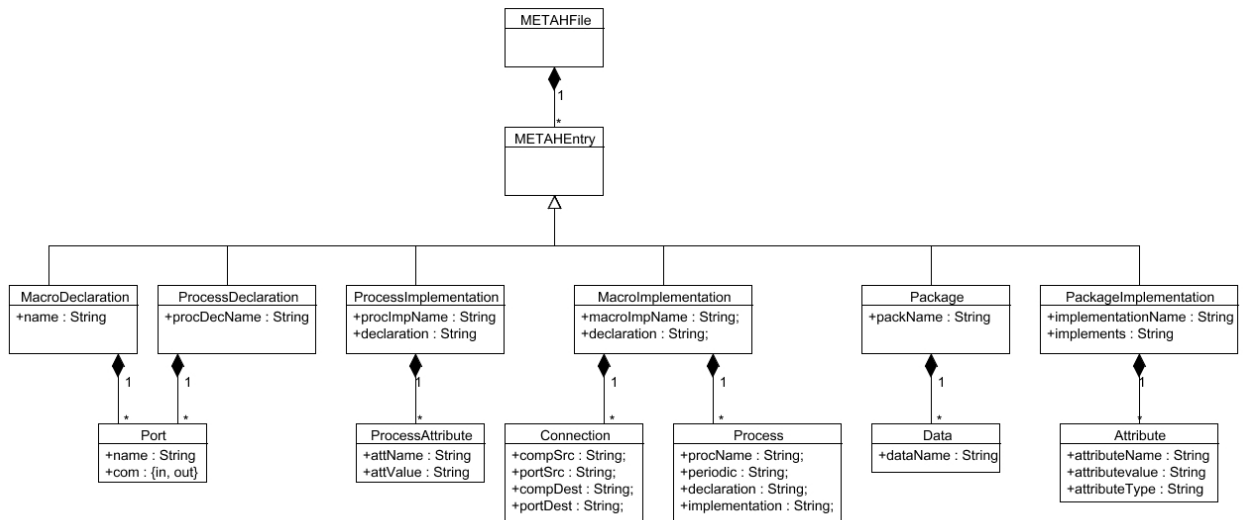 METAHFile
1
*
METAHEntry
MacroDeclaration
+name : String
ProcessDeclaration
+procDecName : String
ProcessImplementation
+procImpName : String
+declaration : String
MacroImplementation
+macroImpName : String;
+declaration : String;
Package
+packName : String
PackageImplementation
+implementationName : String
+implements : String
1
1
1
1
1
1
1
*
*
*
*
*
*
*
Port
+name : String
+com : {in, out}
ProcessAttribute
+attName : String
+attValue : String
Connection
+compSrc : String;
+portSrc : String;
+compDest : String;
+portDest : String;
Process
+procName : String;
+periodic : String;
+declaration : String;
+implementation : String;
Data
+dataName : String
Attribute
+attributeName : String
+attributevalue : String
+attributeType : String